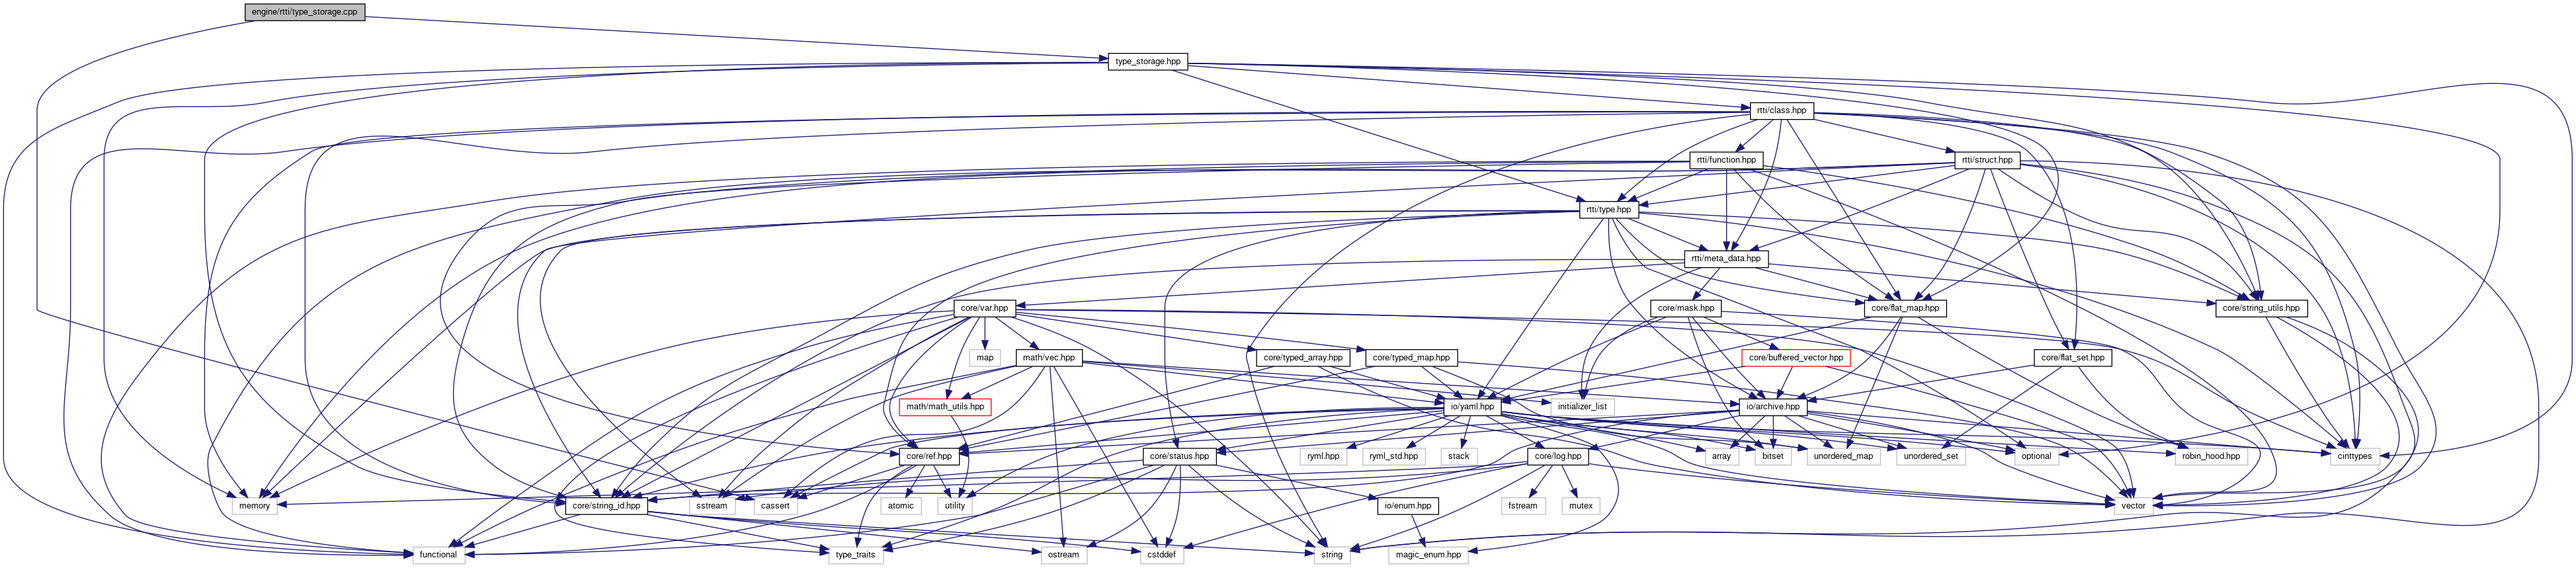 engine/rtti/type_storage.cpp
type_storage.hpp
rtti/class.hpp
rtti/function.hpp
rtti/struct.hpp
rtti/type.hpp
rtti/meta_data.hpp
core/var.hpp
core/mask.hpp
core/flat_map.hpp
core/string_utils.hpp
map
math/vec.hpp
core/typed_array.hpp
core/typed_map.hpp
core/buffered_vector.hpp
core/flat_set.hpp
math/math_utils.hpp
io/yaml.hpp
initializer_list
io/archive.hpp
core/ref.hpp
core/status.hpp
ryml.hpp
ryml_std.hpp
stack
core/log.hpp
array
bitset
unordered_map
unordered_set
optional
robin_hood.hpp
cinttypes
memory
core/string_id.hpp
sstream
cassert
atomic
utility
io/enum.hpp
fstream
mutex
vector
functional
type_traits
ostream
cstddef
string
magic_enum.hpp